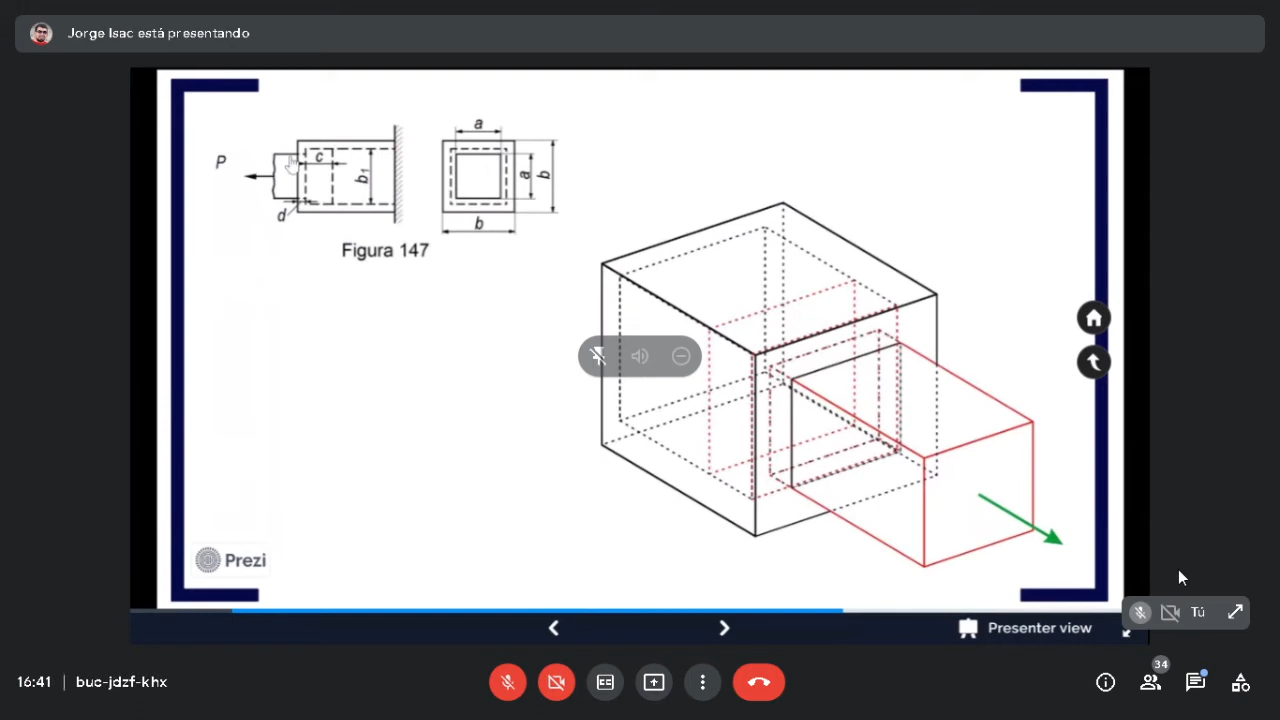 Jorge Isac está presentando
a
P
c
b₁
a
b
d
b
Figura 147
Prezi
Tú
Presenter view
16:41 | buc-jdzf-khx
34